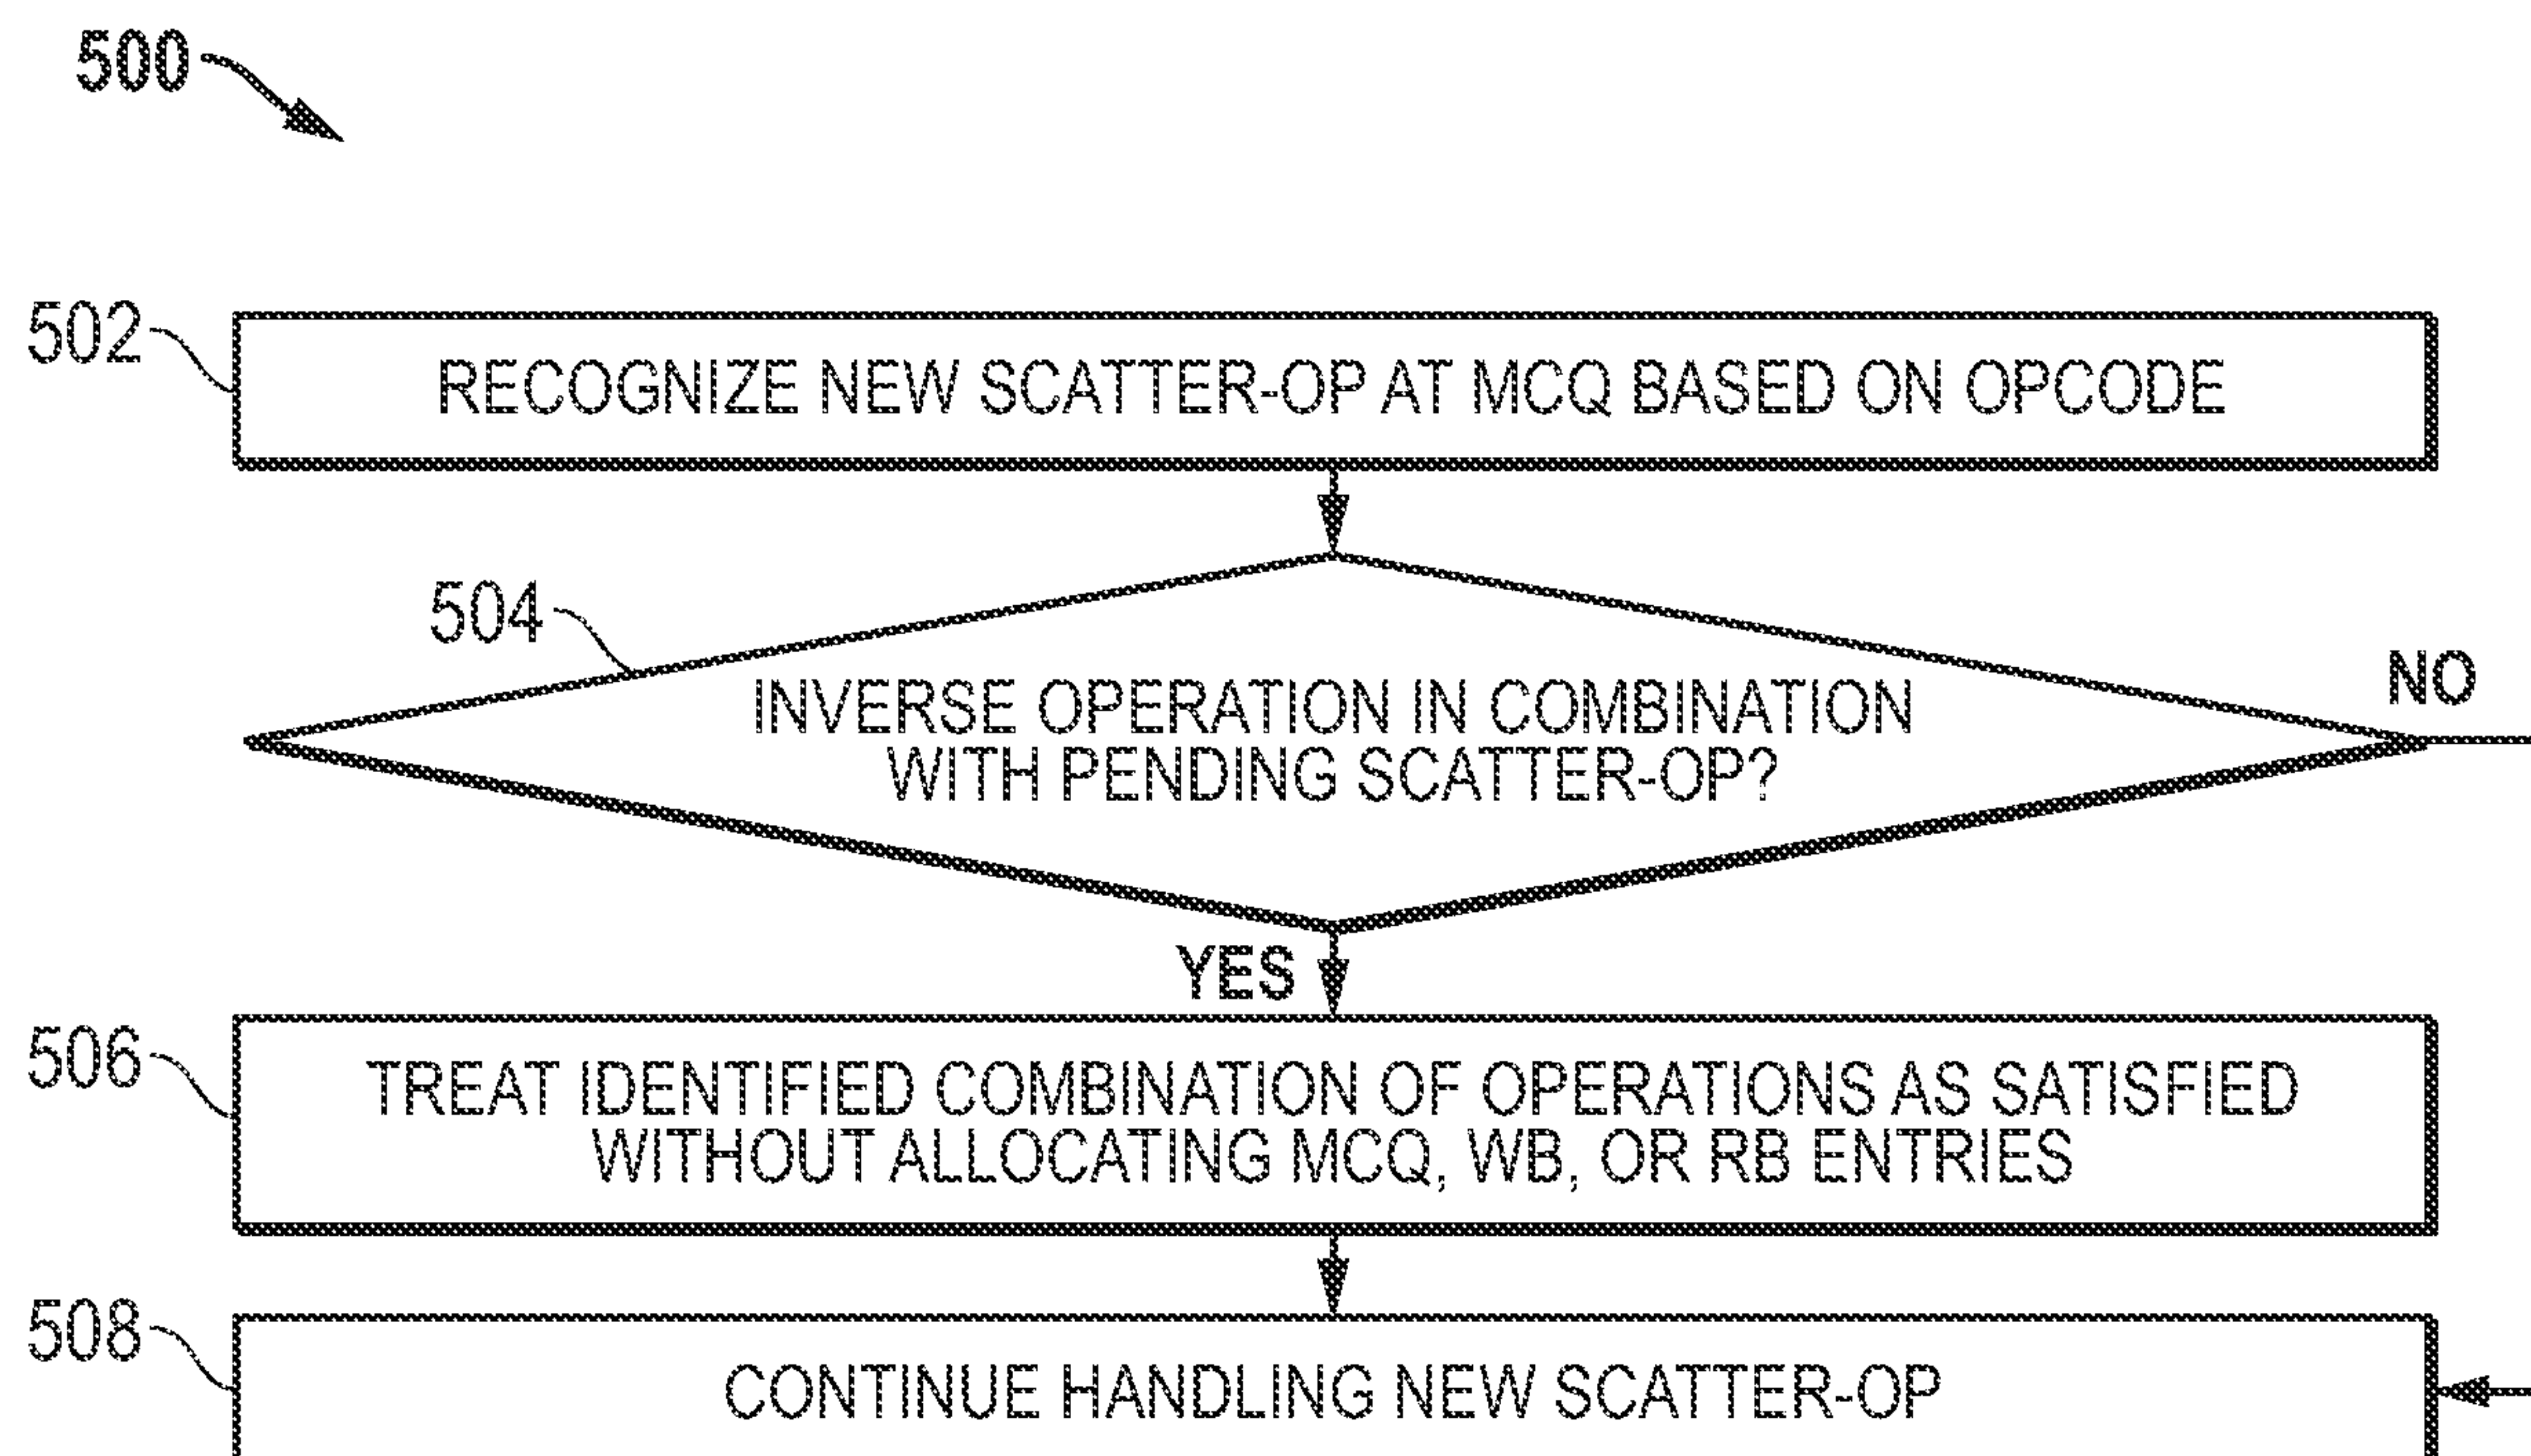 500
502
RECOGNIZE NEW SCATTER-OP AT MCQ BASED ON OPCODE
504
INVERSE OPERATION IN COMBINATION
WITH PENDING SCATTER-OP?
NO
YES
506
TREAT IDENTIFIED COMBINATION OF OPERATIONS AS SATISFIED
WITHOUT ALLOCATING MCQ, WB, OR RB ENTRIES
508
CONTINUE HANDLING NEW SCATTER-OP